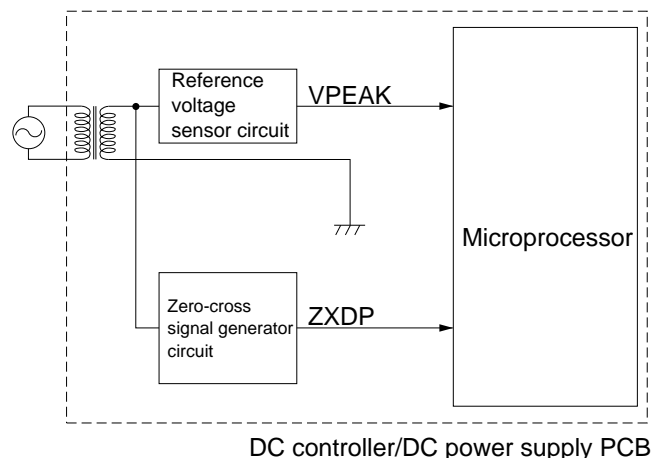 Reference
voltage
sensor circuit
VPEAK
Microprocessor
Zero-cross
signal generator
circuit
ZXDP
DC controller/DC power supply PCB